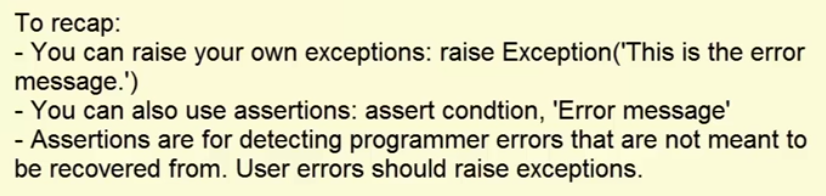 To recap:
- You can raise your own exceptions: raise Exception('This is the error
message.')
- You can also use assertions: assert condtion, 'Error message'
- Assertions are for detecting programmer errors that are not meant to
be recovered from. User errors should raise exceptions.